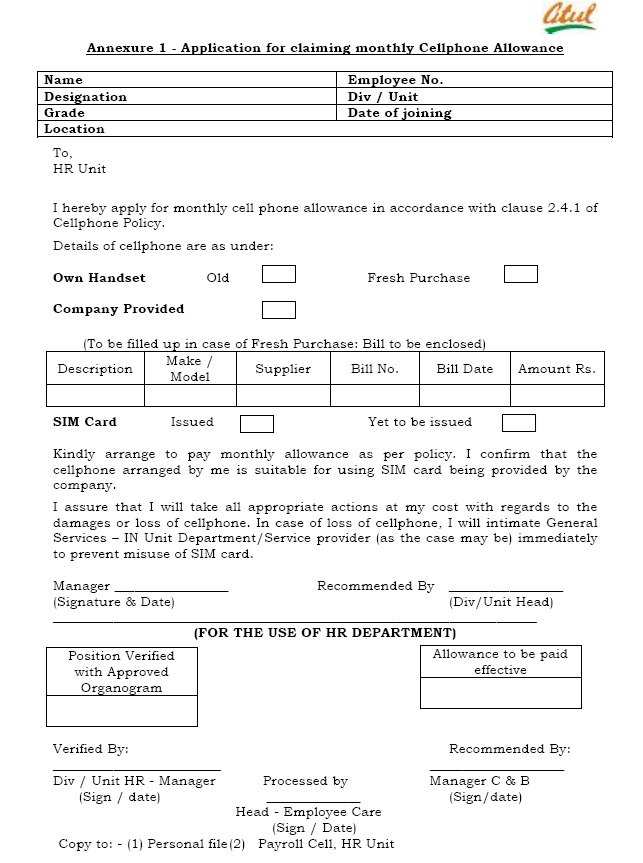 Atul
Annexure 1 - Application for claiming monthly Cellphone Allowance
Name Employee No.
Designation Div / Unit
Grade Date of joining
Location
To,
HR Unit
I hereby apply for monthly cell phone allowance in accordance with clause 2.4.1 of
Cellphone Policy.
Details of cellphone are as under:
Own Handset Old Fresh Purchase
Company Provided
(To be filled up in case of Fresh Purchase: Bill to be enclosed)
Description Make / Model Supplier Bill No. Bill Date Amount Rs.
SIM Card Issued Yet to be issued
Kindly arrange to pay monthly allowance as per policy. I confirm that the
cellphone arranged by me is suitable for using SIM card being provided by the
company.
I assure that I will take all appropriate actions at my cost with regards to the
damages or loss of cellphone. In case of loss of cellphone, I will intimate General
Services – IN Unit Department/Service provider (as the case may be) immediately
to prevent misuse of SIM card.
Manager _______________ Recommended By _______________
(Signature & Date) (Div/Unit Head)
(FOR THE USE OF HR DEPARTMENT)
Position Verified
with Approved
Organogram
Allowance to be paid
effective
Verified By: Recommended By:
Div / Unit HR - Manager Processed by Manager C & B
(Sign / date) (Sign/date)
Head - Employee Care
(Sign / Date)
Copy to: - (1) Personal file(2) Payroll Cell, HR Unit